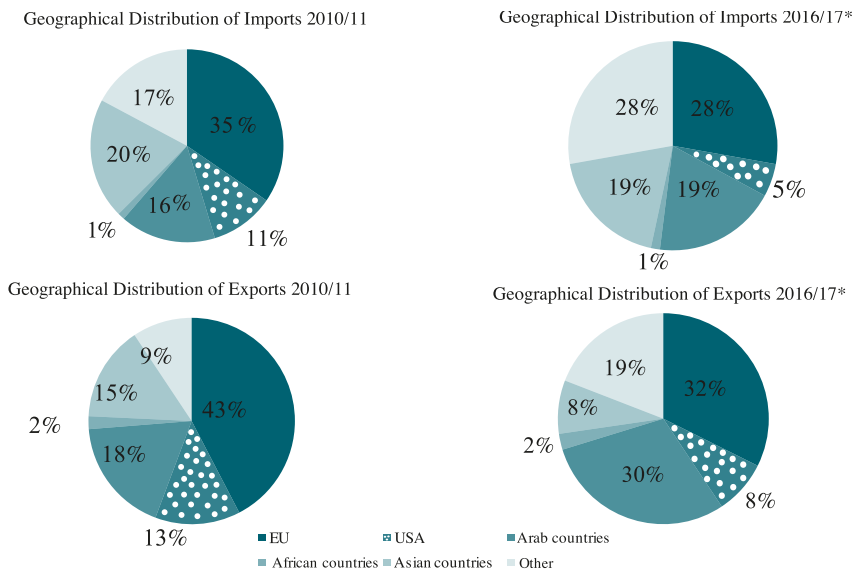 Geographical Distribution of Imports 2010/11
17%
35%
20%
16%
1%
11%
Geographical Distribution of Imports 2016/17*
28%
28%
19%
19%
5%
1%
Geographical Distribution of Exports 2010/11
9%
15%
43%
2%
18%
13%
Geographical Distribution of Exports 2016/17*
19%
32%
8%
2%
30%
8%
EU
USA
Arab countries
African countries
Asian countries
Other